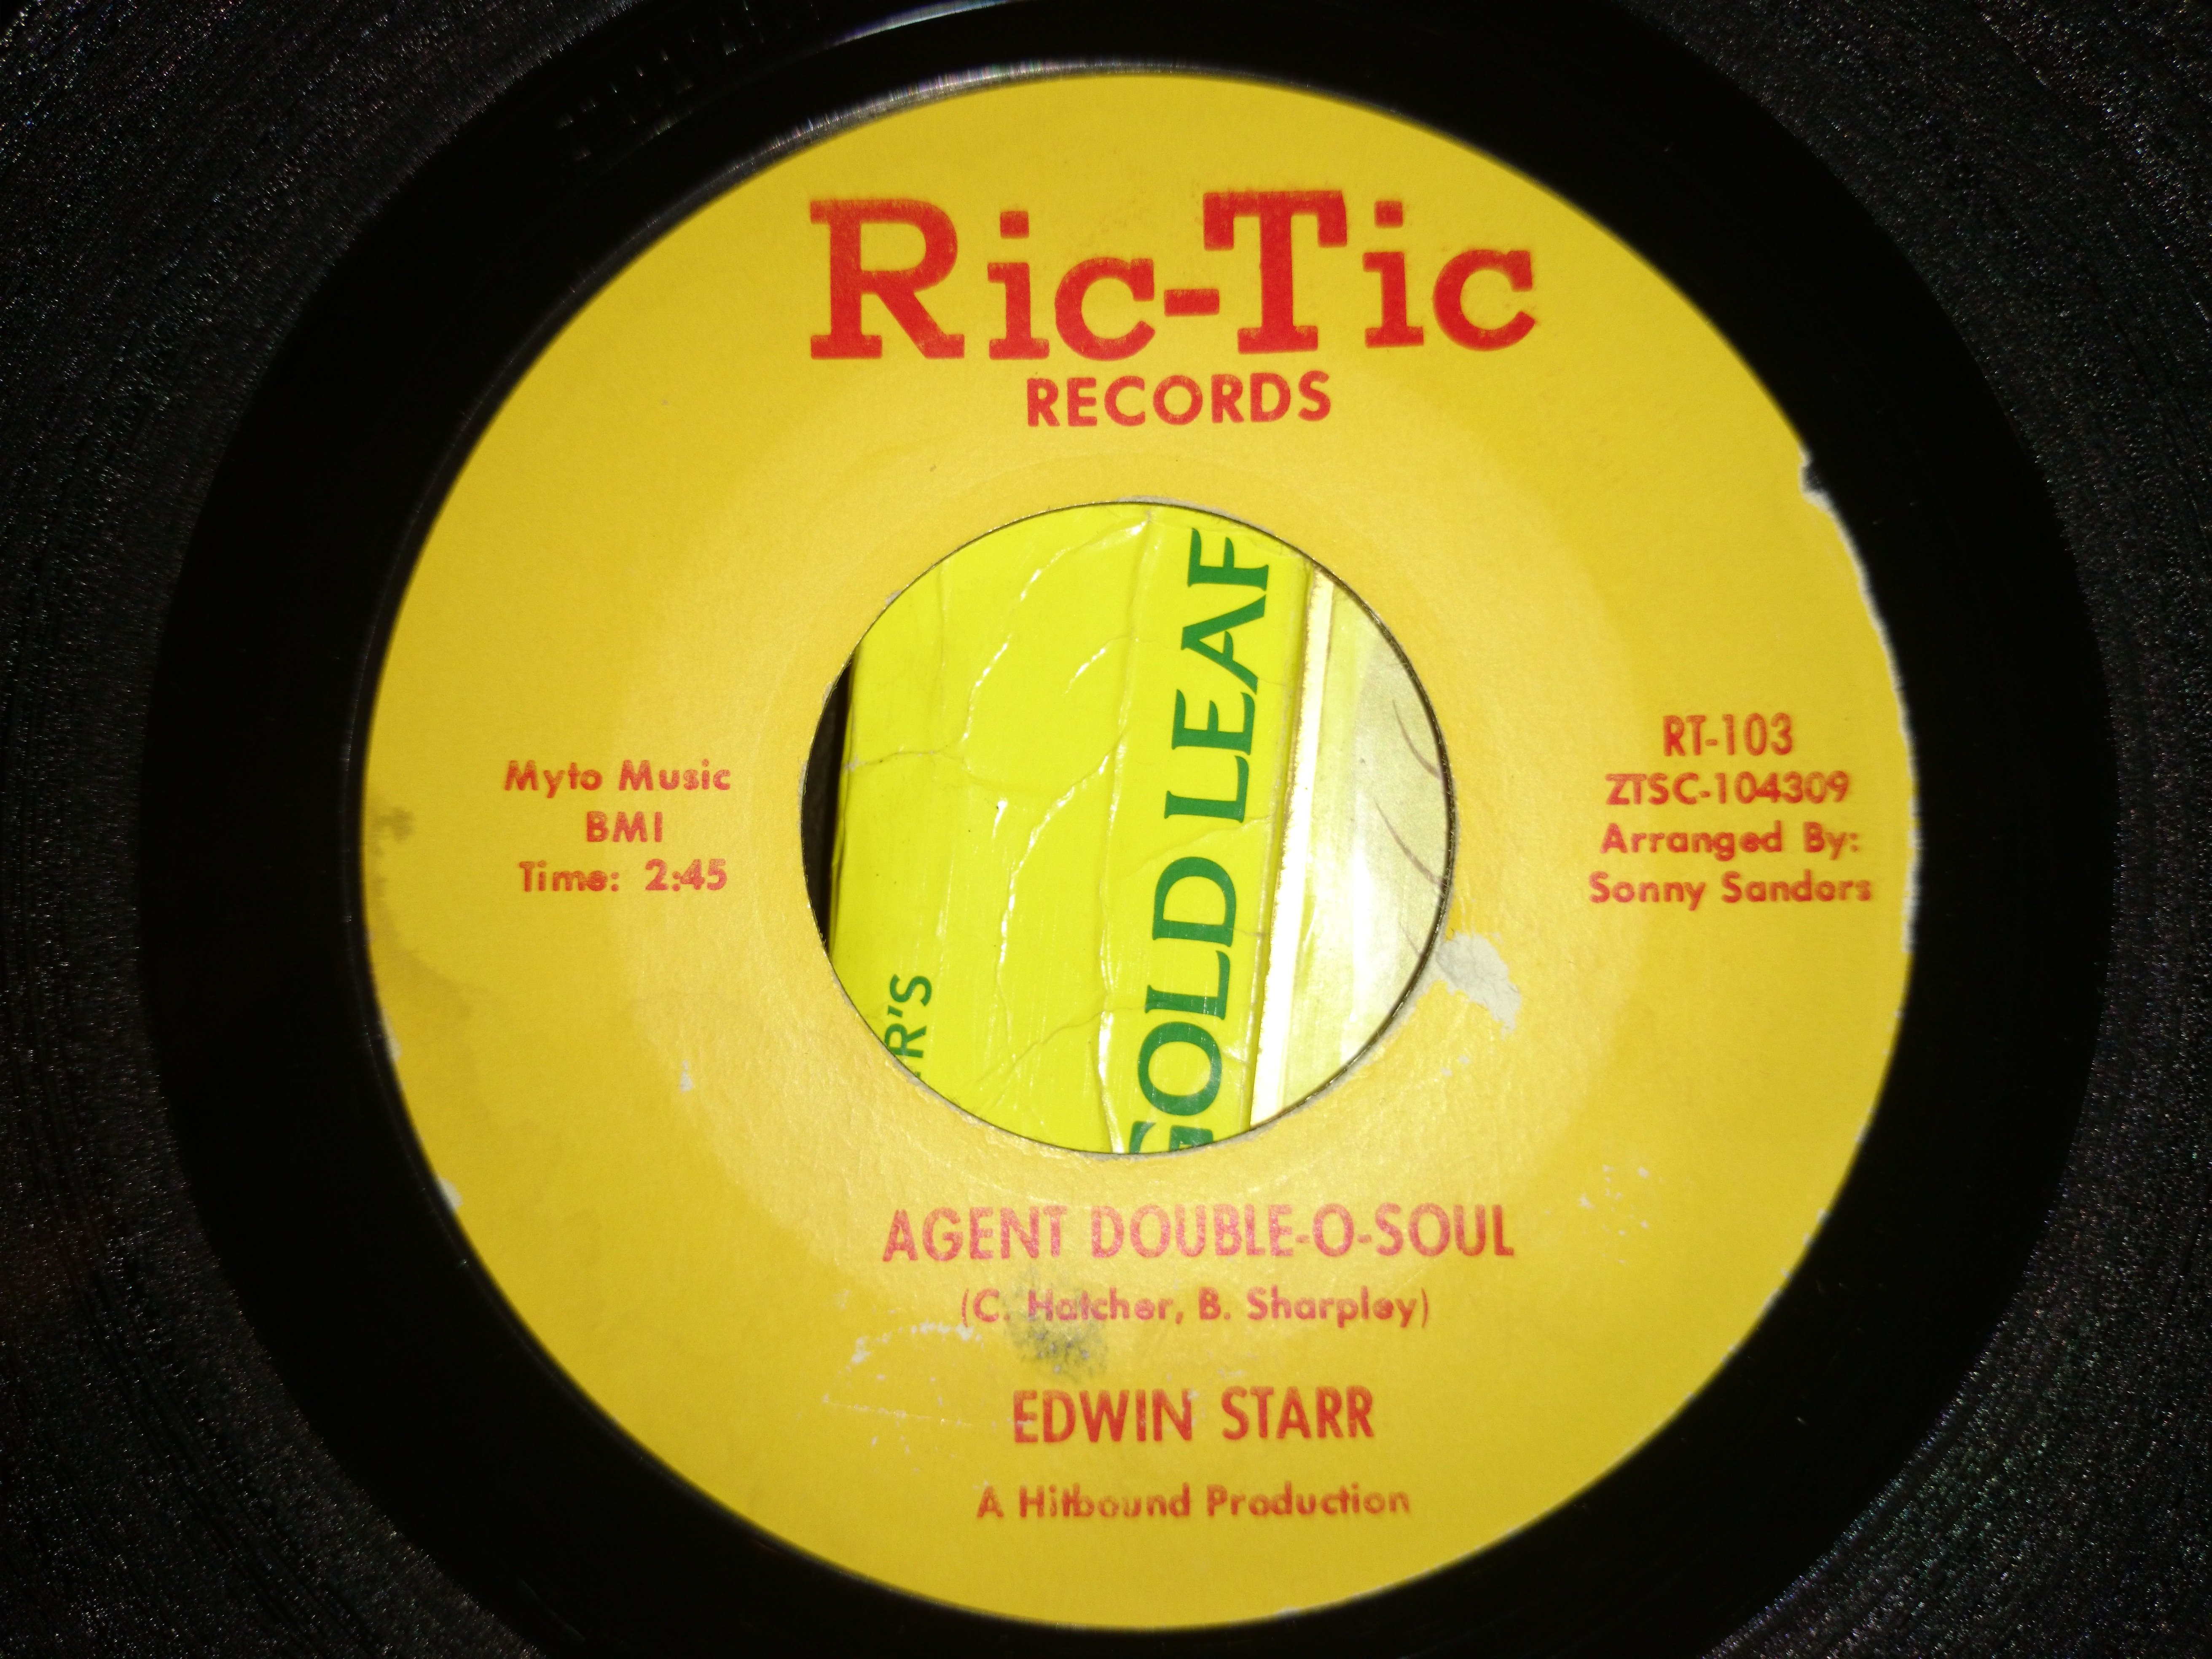 Ric-Tic
RECORDS
Myto Music
BMI
Time: 2:45
RT-103
ZTSC-104309
Arranged By:
Sonny Sanders
GOLD LEAF
AGENT DOUBLE-O-SOUL
(C. Hatcher, B. Sharpley)
EDWIN STARR
A Hitbound Production